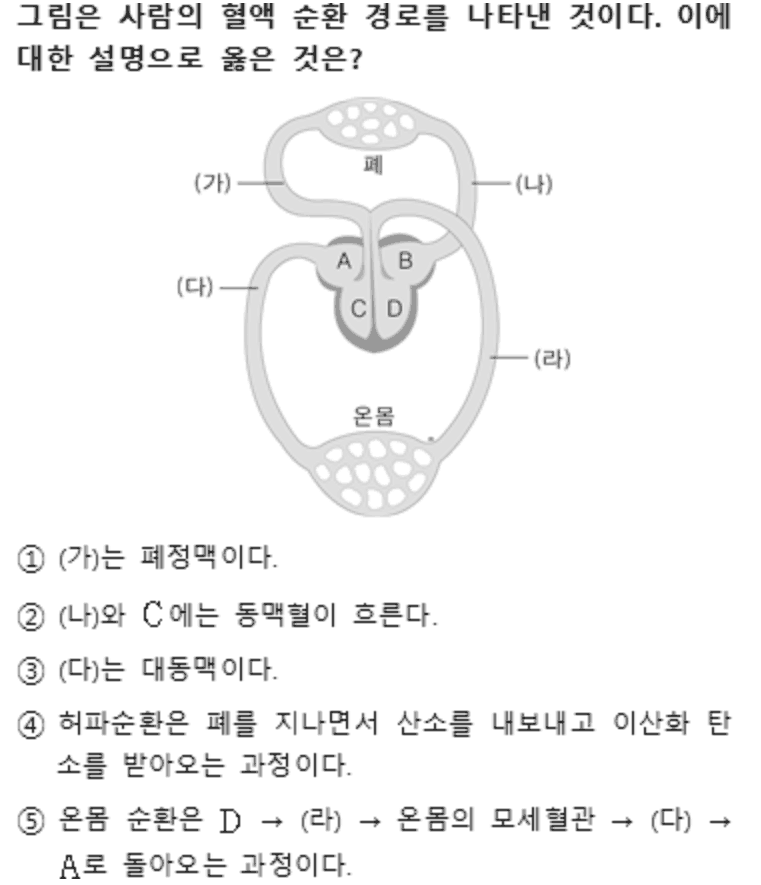 그림은 사람의 혈액 순환 경로를 나타낸 것이다. 이에
대한 설명으로 옳은 것은?
폐
(가)
(나)
A
B
(다)
C
D
(라)
온몸
① (가)는 폐정맥이다.
② (나)와 C에는 동맥혈이 흐른다.
③ (다)는 대동맥이다.
④ 허파순환은 폐를 지나면서 산소를 내보내고 이산화 탄
소를 받아오는 과정이다.
⑤ 온몸 순환은 D → (라) → 온몸의 모세혈관 → (다) →
A로 돌아오는 과정이다.